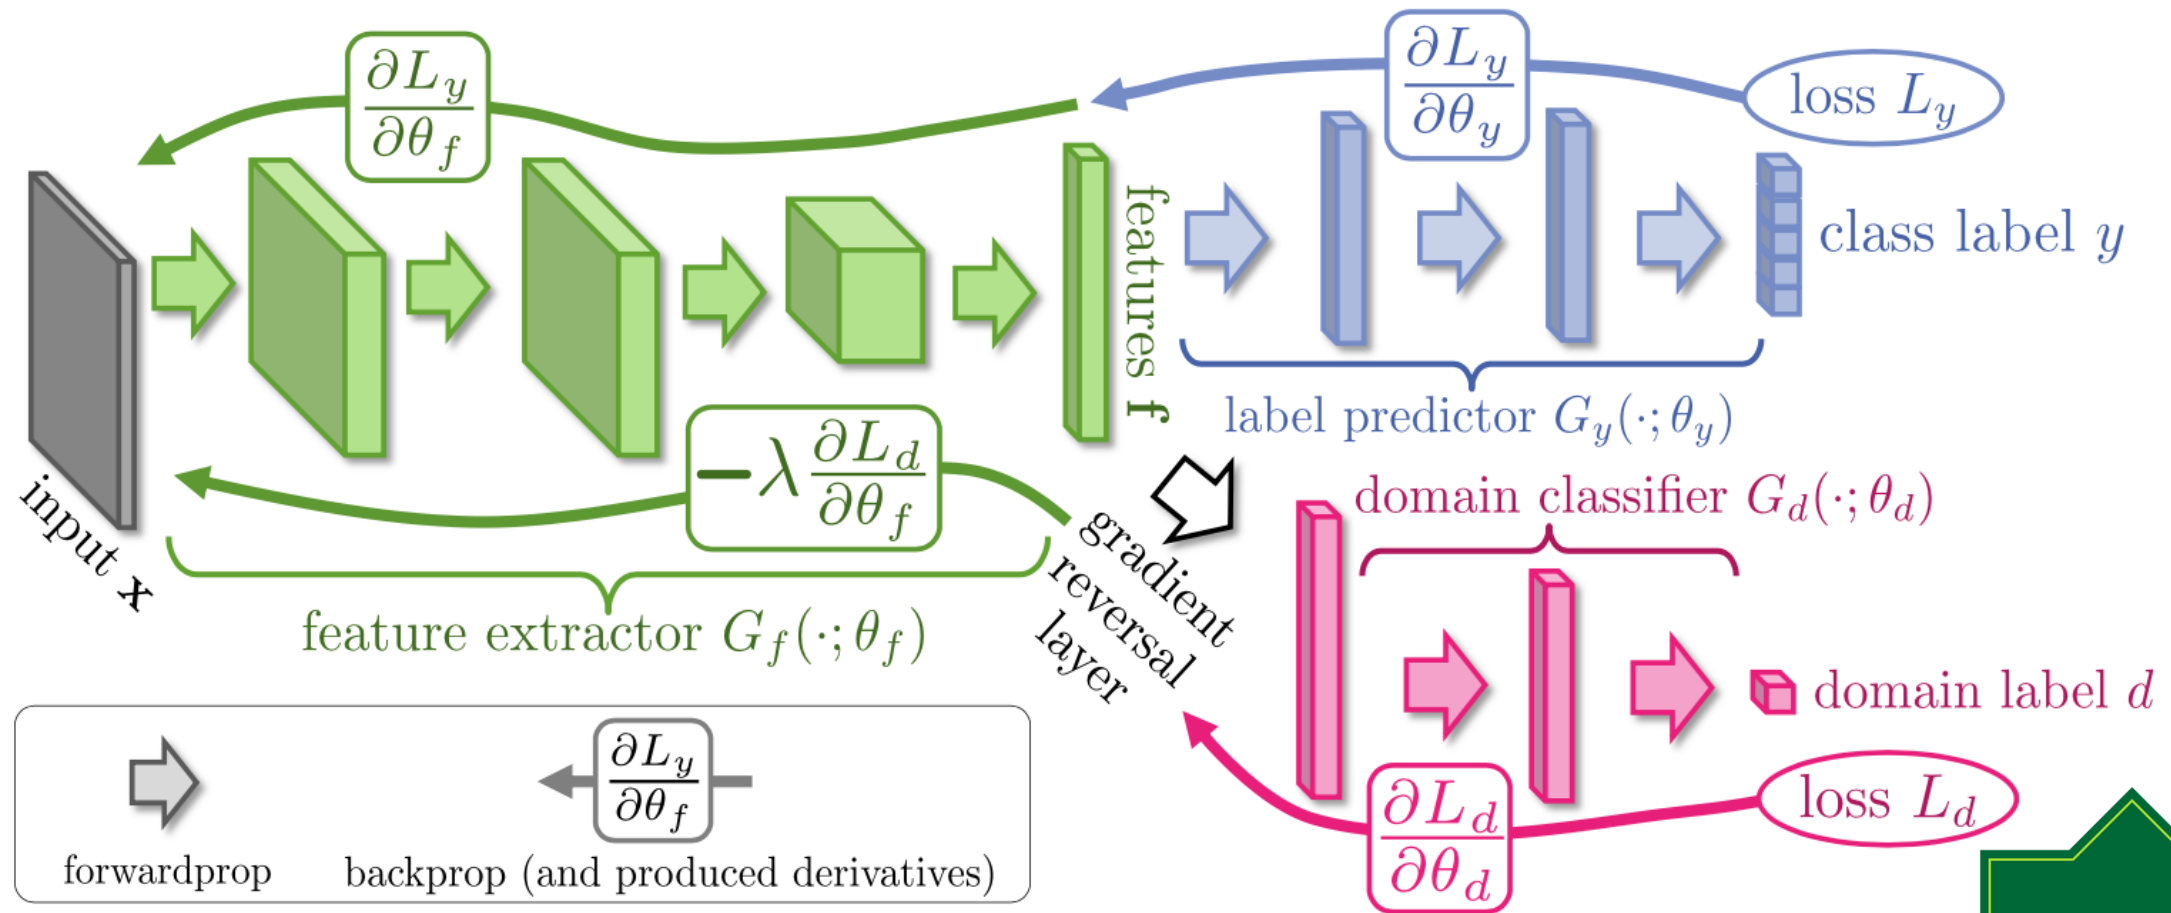 ∂L_y
∂θ_f
∂L_y
∂θ_y
loss L_y
features f
class label y
label predictor G_y(·; θ_y)
−λ ∂L_d
∂θ_f
domain classifier G_d(·; θ_d)
input x
gradient
reversal
layer
feature extractor G_f(·; θ_f)
domain label d
loss L_d
∂L_d
∂θ_d
∂L_y
∂θ_f
forwardprop
backprop (and produced derivatives)